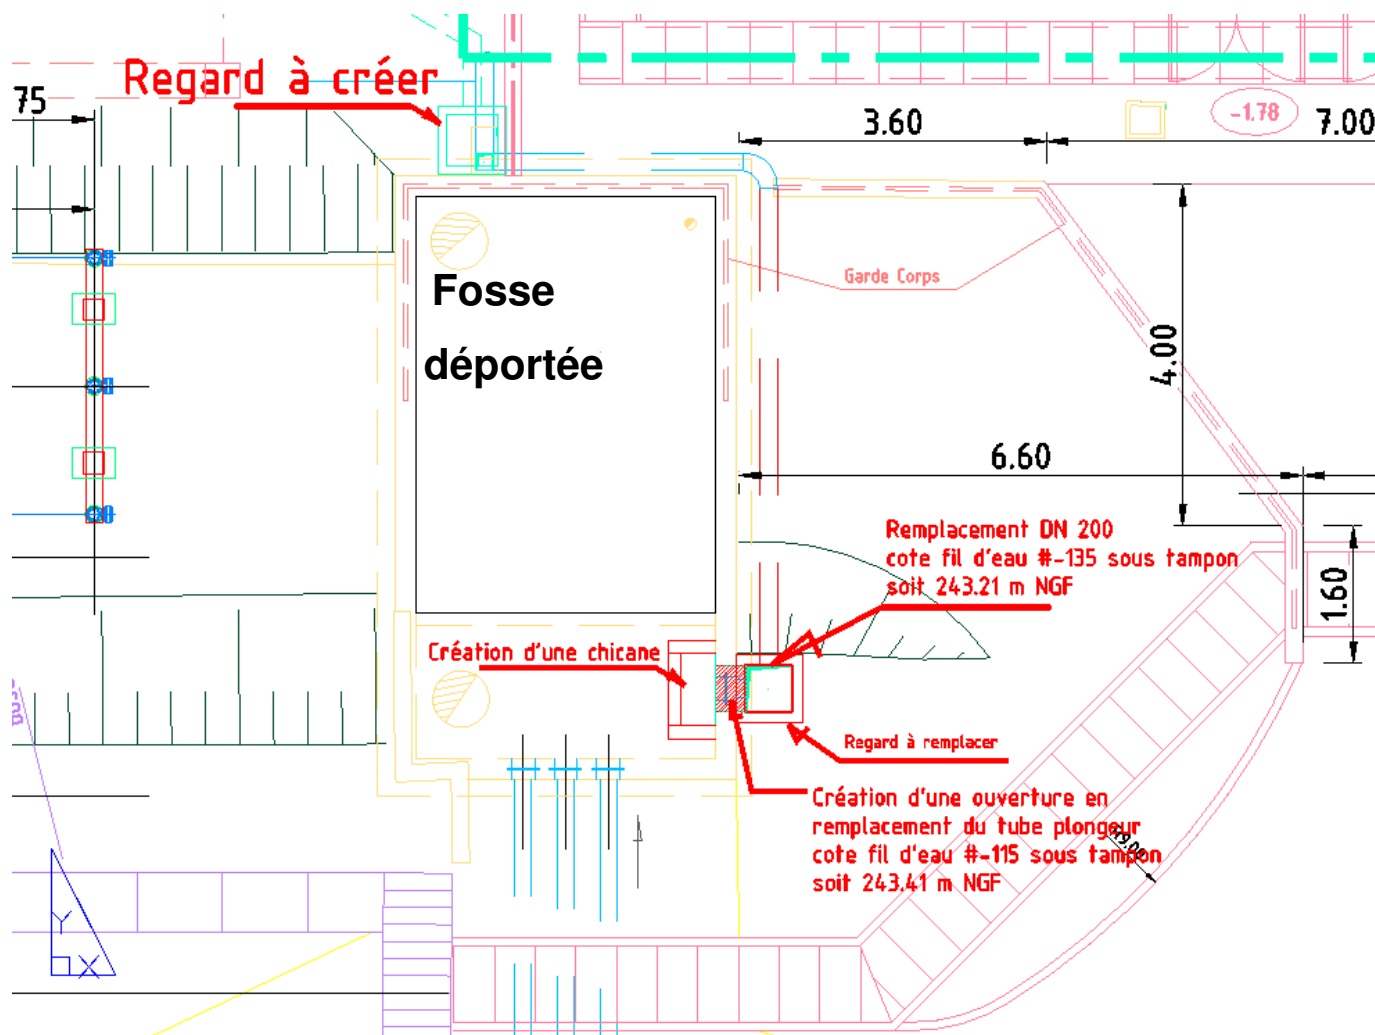 Regard à créer
75
3.60
-1.78
7.00
Fosse
déportée
Garde Corps
4.00
6.60
Remplacement DN 200
cote fil d'eau #-135 sous tampon
soit 243.21 m NGF
1.60
Création d'une chicane
Regard à remplacer
Création d'une ouverture en
remplacement du tube plongeur
cote fil d'eau #-115 sous tampon
soit 243.41 m NGF
Y
X